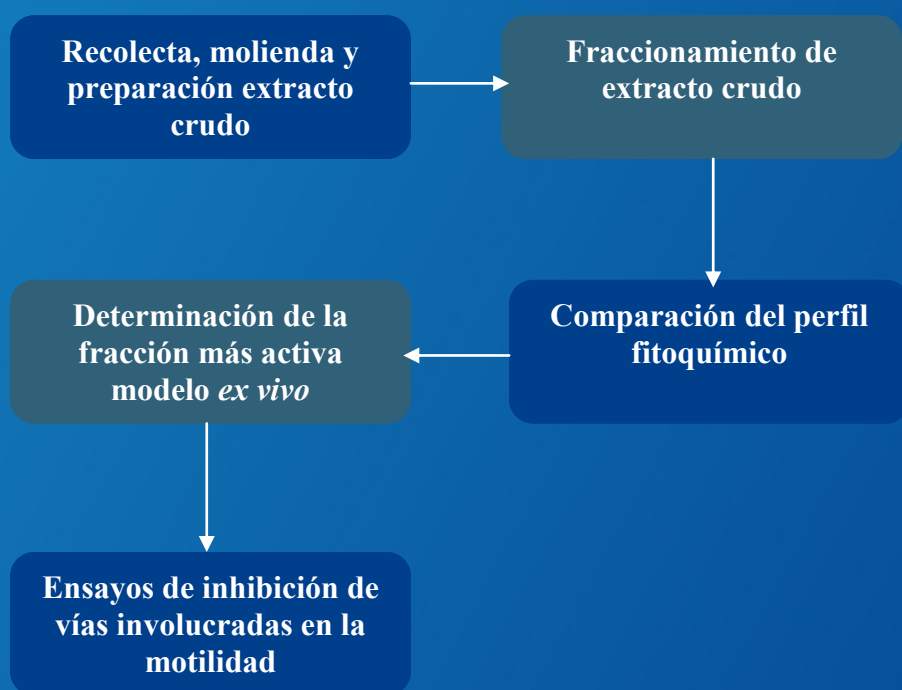 Recolecta, molienda y
preparación extracto
crudo
Fraccionamiento de
extracto crudo
Comparación del perfil
fitoquímico
Determinación de la
fracción más activa
modelo ex vivo
Ensayos de inhibición de
vías involucradas en la
motilidad